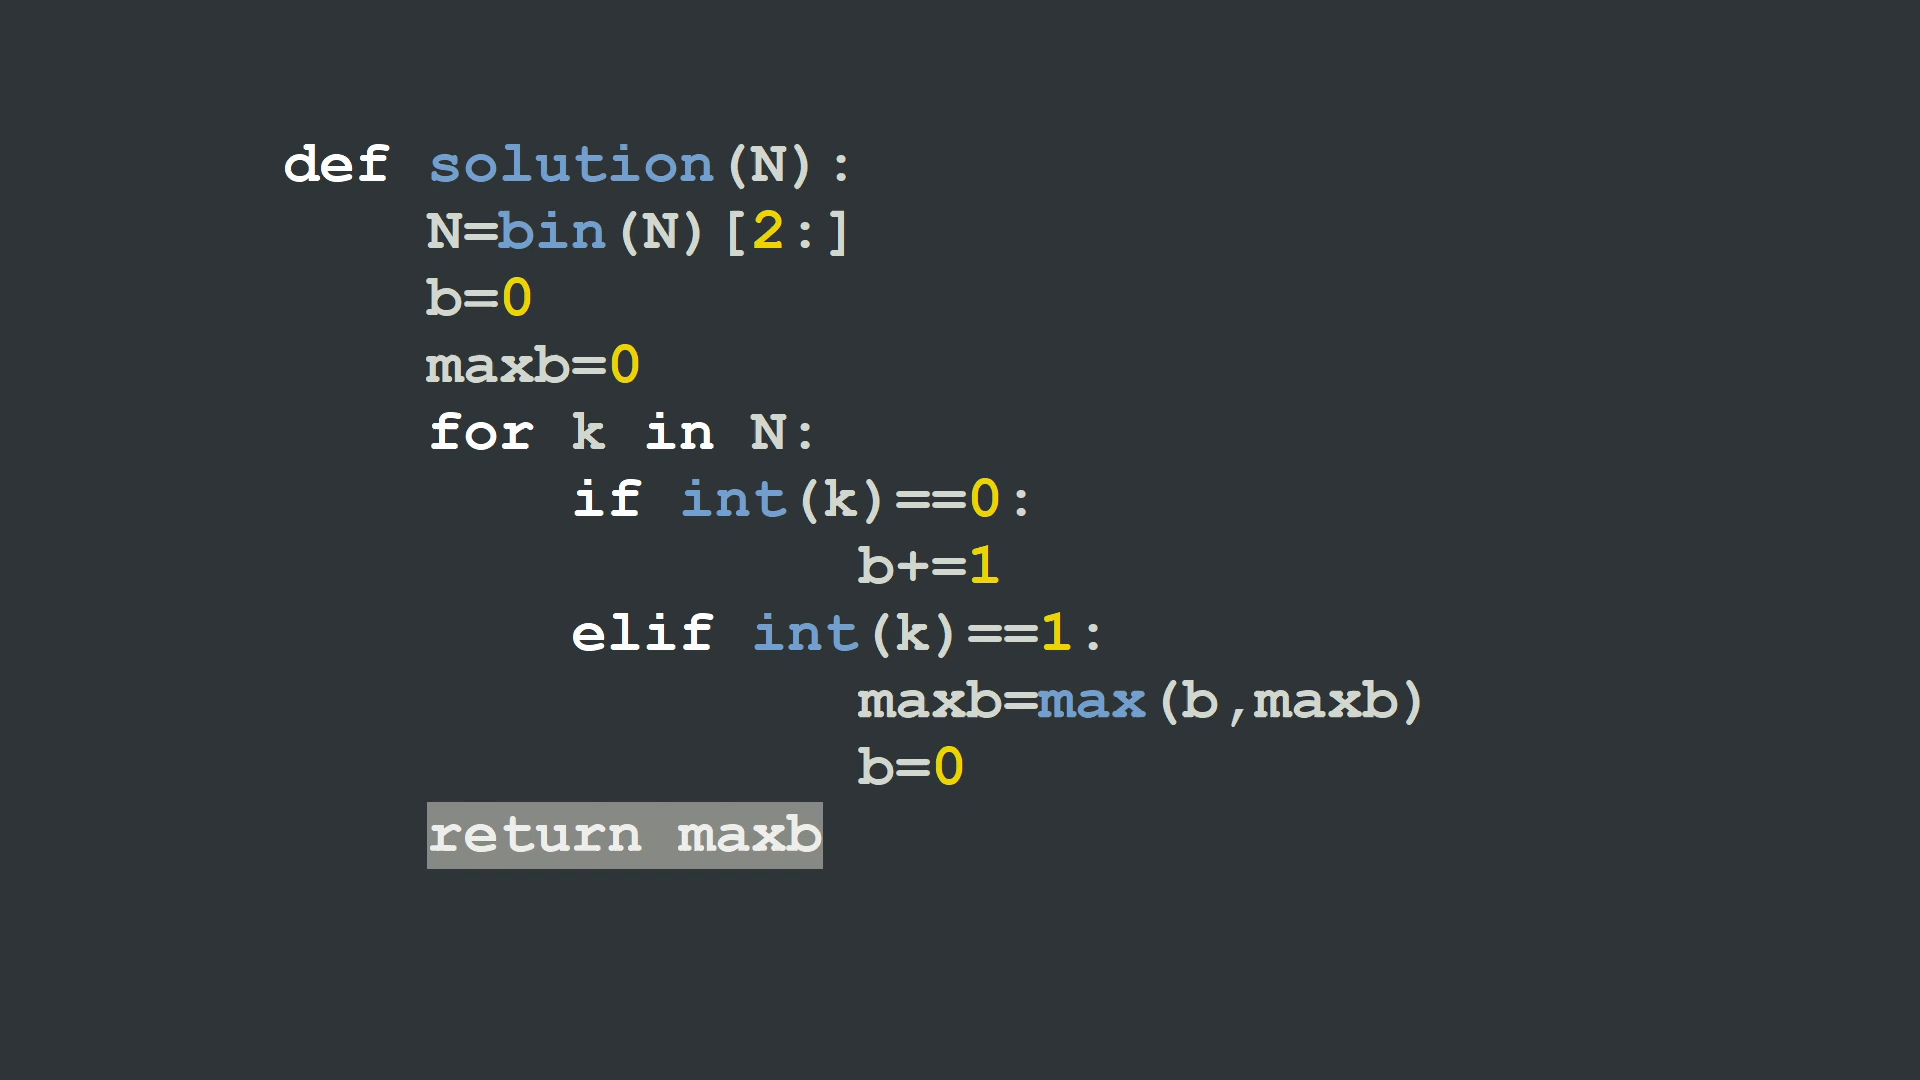 def solution(N):
    N=bin(N)[2:]
    b=0
    maxb=0
    for k in N:
        if int(k)==0:
                b+=1
        elif int(k)==1:
                maxb=max(b,maxb)
                b=0
    return maxb